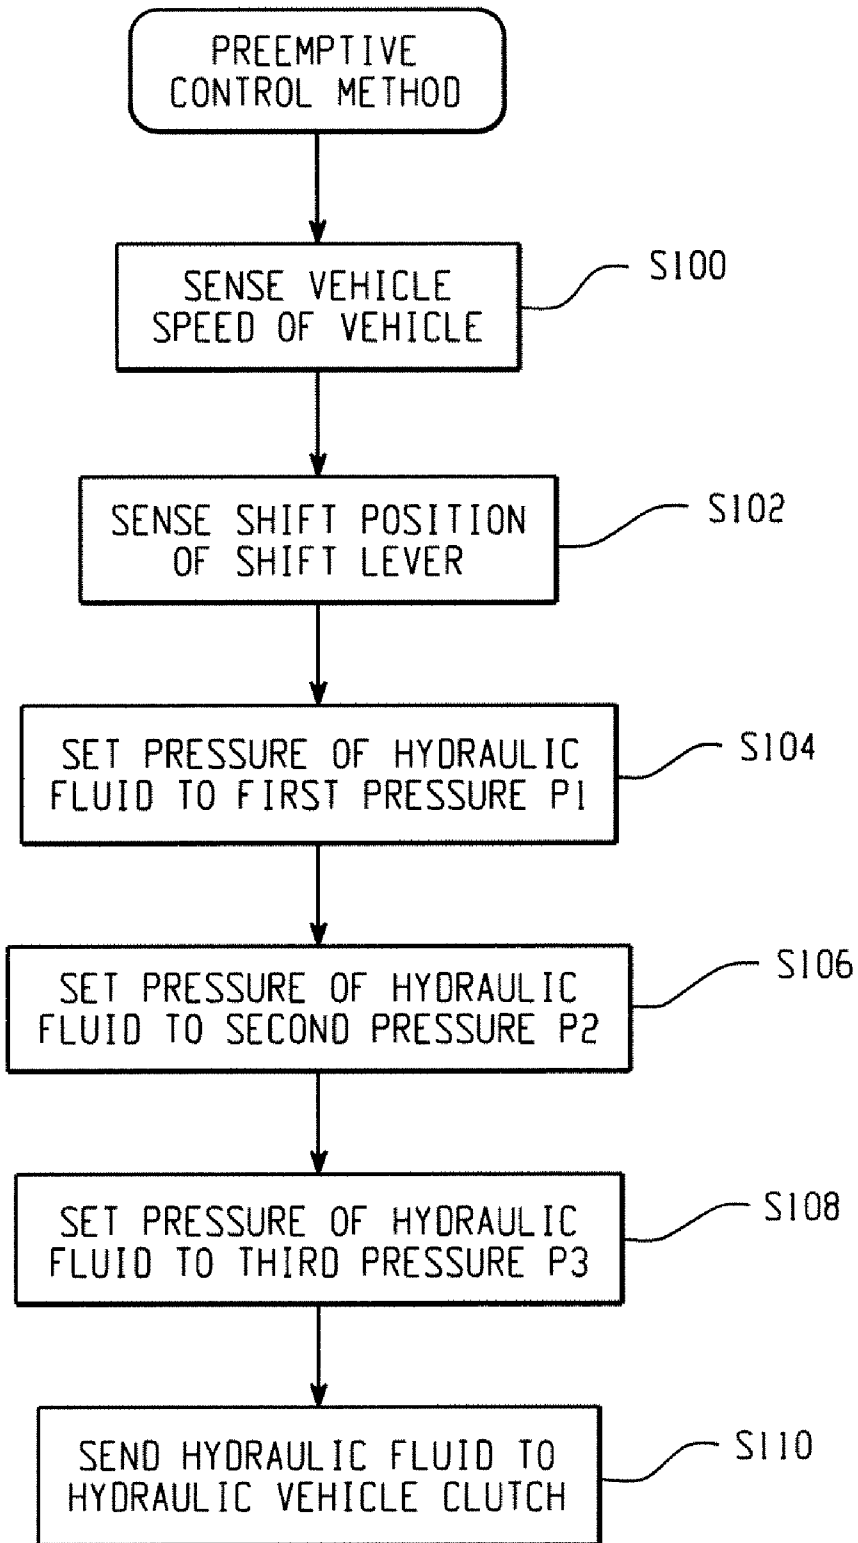 PREEMPTIVE
CONTROL METHOD
SENSE VEHICLE
SPEED OF VEHICLE
S100
SENSE SHIFT POSITION
OF SHIFT LEVER
S102
SET PRESSURE OF HYDRAULIC
FLUID TO FIRST PRESSURE P1
S104
SET PRESSURE OF HYDRAULIC
FLUID TO SECOND PRESSURE P2
S106
SET PRESSURE OF HYDRAULIC
FLUID TO THIRD PRESSURE P3
S108
SEND HYDRAULIC FLUID TO
HYDRAULIC VEHICLE CLUTCH
S110